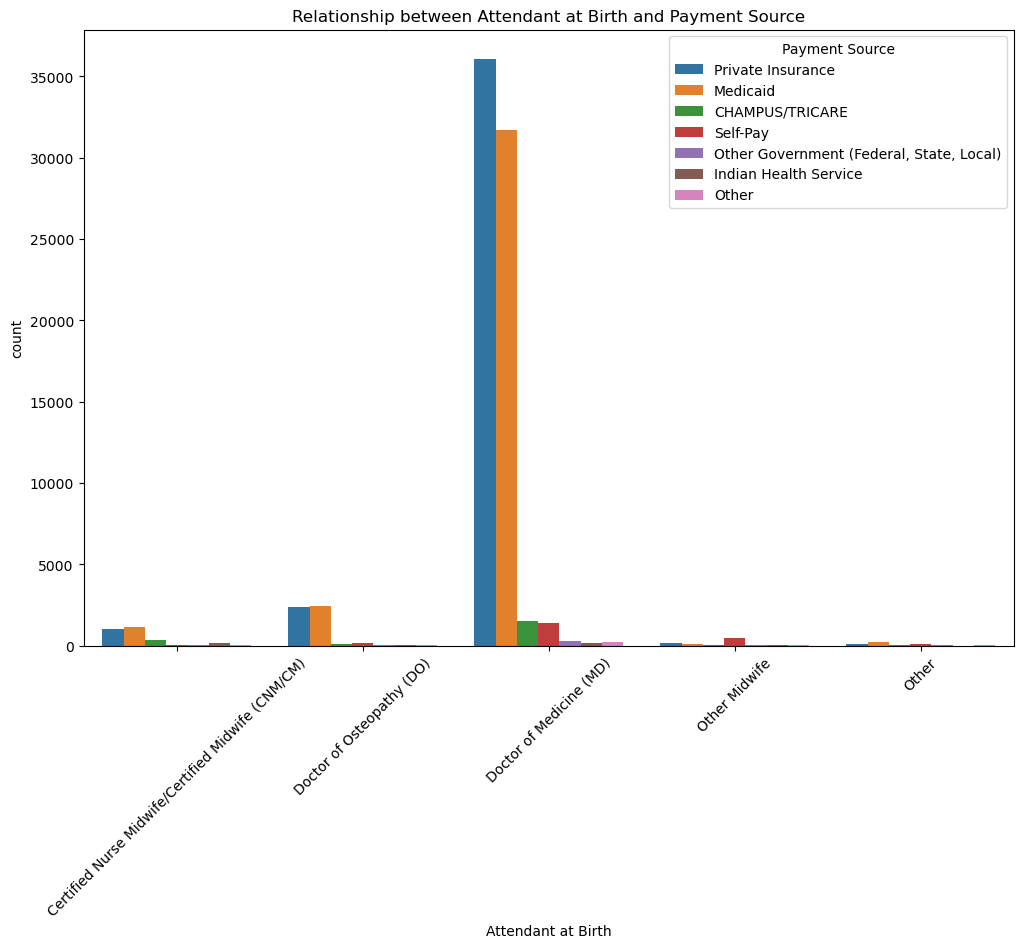 Relationship between Attendant at Birth and Payment Source
Payment Source
Private Insurance
Medicaid
CHAMPUS/TRICARE
Self-Pay
Other Government (Federal, State, Local)
Indian Health Service
Other
35000
30000
25000
20000
15000
10000
5000
0
count
Certified Nurse Midwife/Certified Midwife (CNM/CM)
Doctor of Osteopathy (DO)
Doctor of Medicine (MD)
Other Midwife
Other
Attendant at Birth